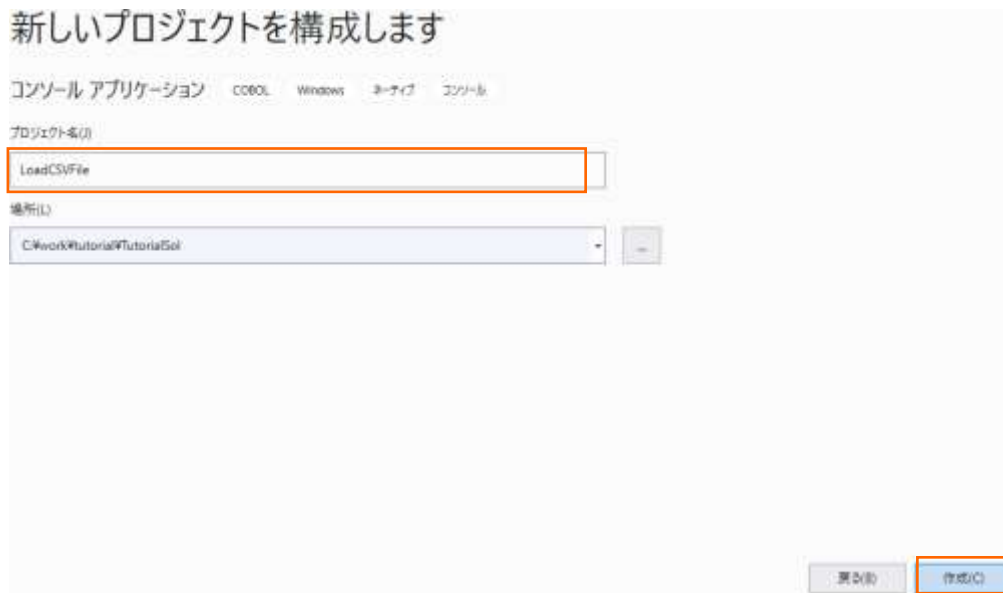 新しいプロジェクトを構成します
コンソール アプリケーション COBOL Windows ネーティブ コンソール
プロジェクト名(J)
LoadCSVFile
場所(L)
C:¥work¥tutorial¥TutorialSol
...
戻る(B) 作成(C)